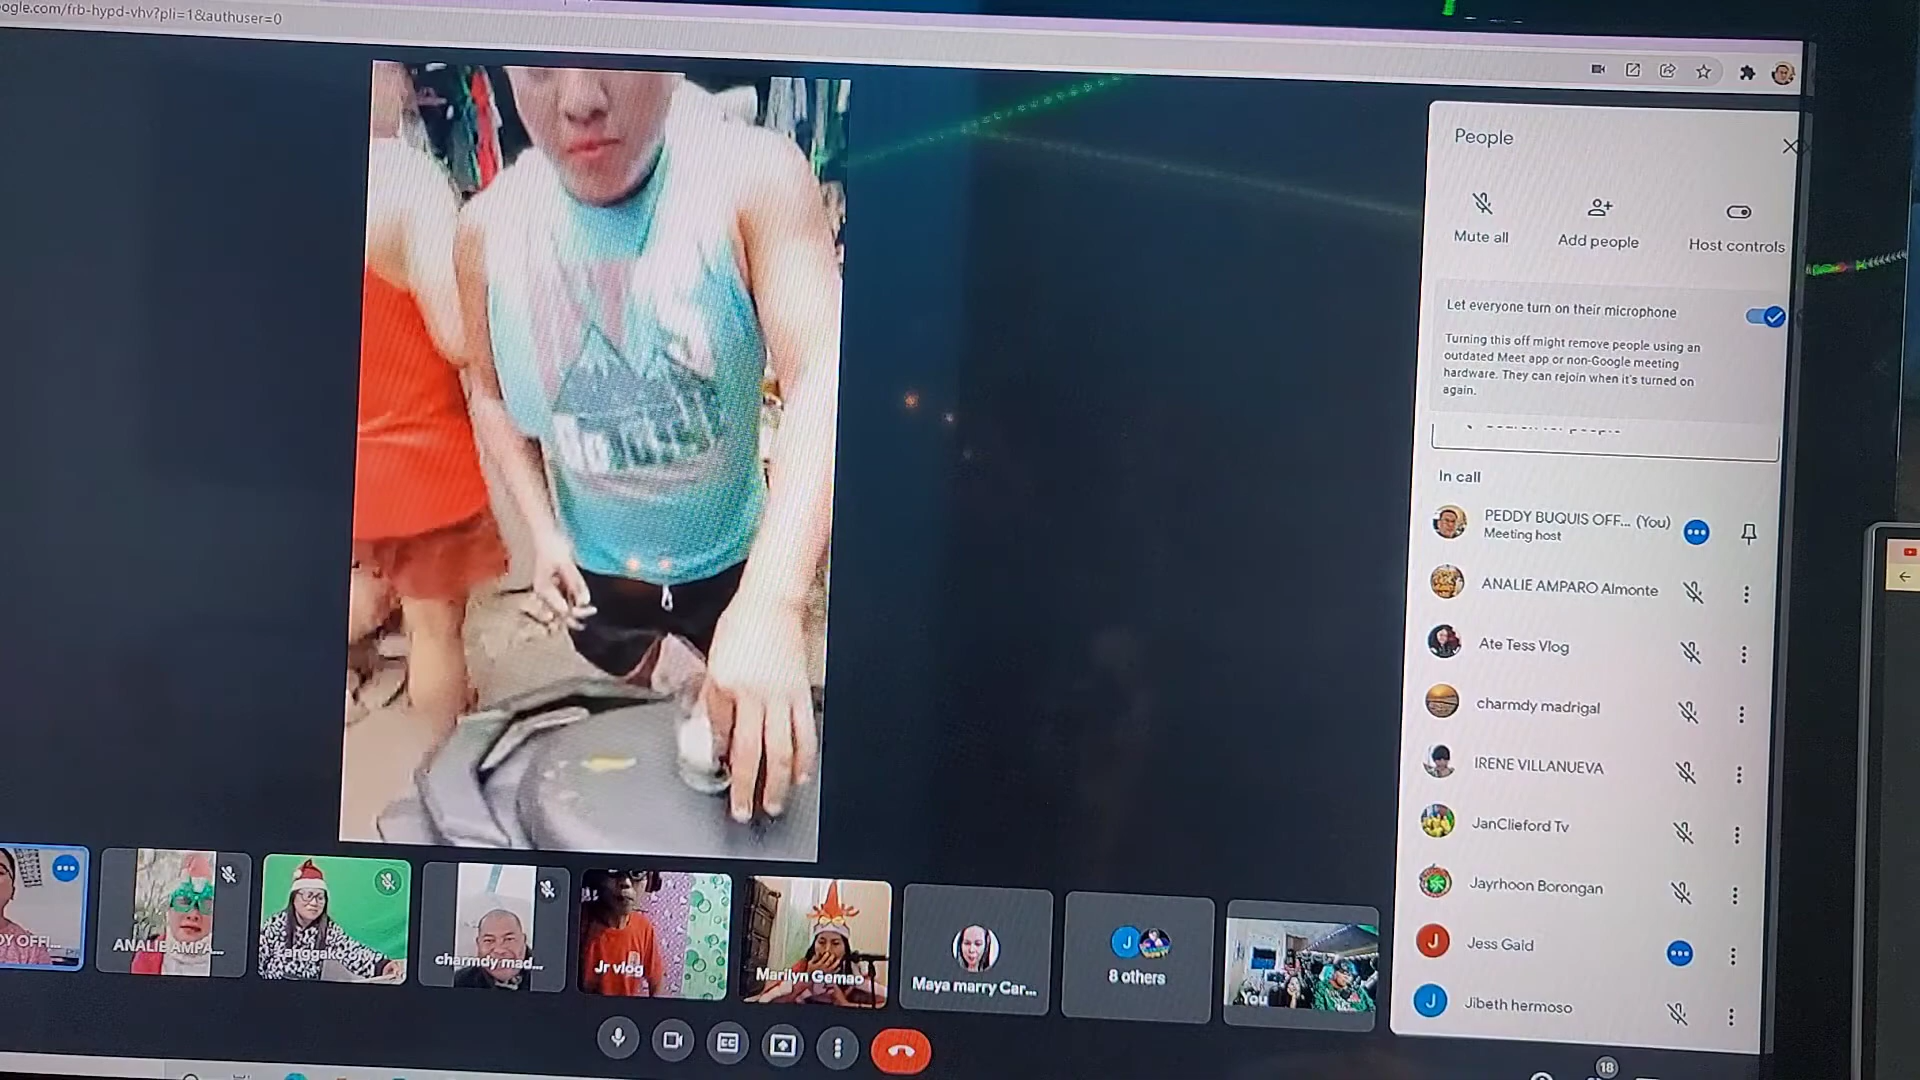 ogle.com/frb-hypd-vhv?pli=1&authuser=0
People
Mute all
Add people
Host controls
Let everyone turn on their microphone
Turning this off might remove people using an
outdated Meet app or non-Google meeting
hardware. They can rejoin when it's turned on
again.
In call
PEDDY BUQUIS OFF... (You)
Meeting host
ANALIE AMPARO Almonte
Ate Tess Vlog
charmdy madrigal
IRENE VILLANUEVA
JanClieford Tv
Jayrhoon Borongan
J
Jess Gald
J
Jibeth hermoso
DY OFFI...
ANALIE AMPA...
charmdy mad...
Jr vlog
Marilyn Gemao
Maya marry Car...
J
8 others
You
CC
18